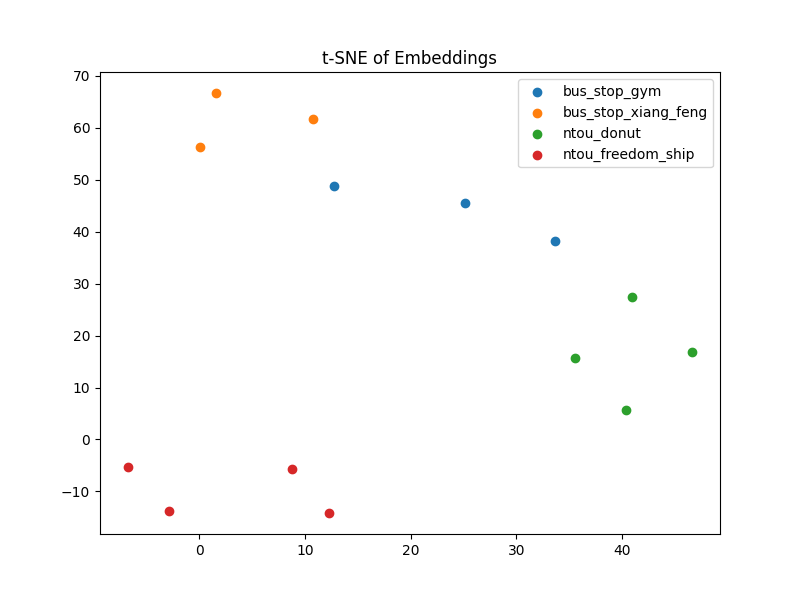 t-SNE of Embeddings
bus_stop_gym
bus_stop_xiang_feng
ntou_donut
ntou_freedom_ship
70
60
50
40
30
20
10
0
−10
0
10
20
30
40